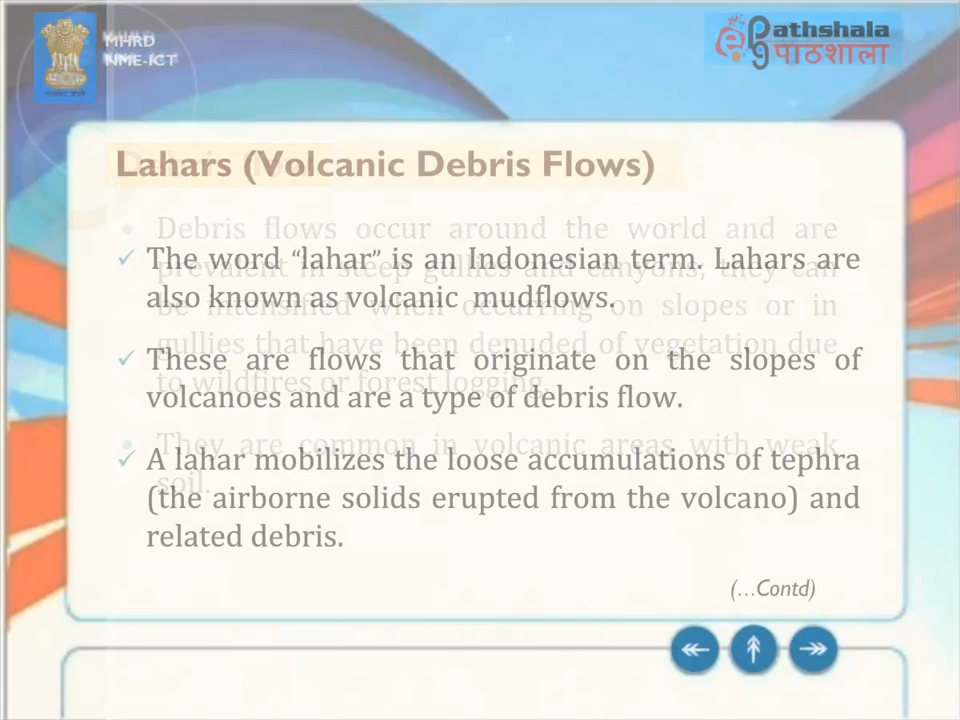 MHRD
NME-ICT
Pathshala
पाठशाला
Lahars (Volcanic Debris Flows)
✓ The word “lahar” is an Indonesian term. Lahars are
also known as volcanic mudflows.
✓ These are flows that originate on the slopes of
volcanoes and are a type of debris flow.
✓ A lahar mobilizes the loose accumulations of tephra
(the airborne solids erupted from the volcano) and
related debris.
(...Contd)
• Debris flows occur around the world and are
prevalent in steep gullies and canyons; they can
be intensified when occurring on slopes or in
gullies that have been denuded of vegetation due
to wildfires or forest logging.
• They are common in volcanic areas with weak
soil.